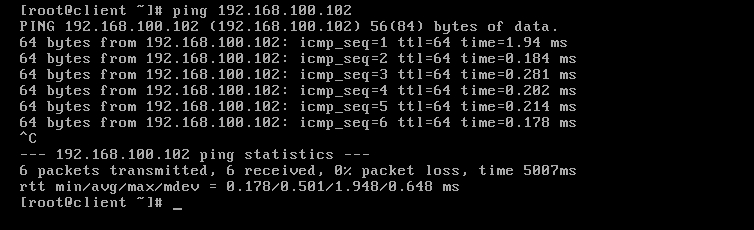 [root@client ~]# ping 192.168.100.102
PING 192.168.100.102 (192.168.100.102) 56(84) bytes of data.
64 bytes from 192.168.100.102: icmp_seq=1 ttl=64 time=1.94 ms
64 bytes from 192.168.100.102: icmp_seq=2 ttl=64 time=0.184 ms
64 bytes from 192.168.100.102: icmp_seq=3 ttl=64 time=0.281 ms
64 bytes from 192.168.100.102: icmp_seq=4 ttl=64 time=0.202 ms
64 bytes from 192.168.100.102: icmp_seq=5 ttl=64 time=0.214 ms
64 bytes from 192.168.100.102: icmp_seq=6 ttl=64 time=0.178 ms
^C
--- 192.168.100.102 ping statistics ---
6 packets transmitted, 6 received, 0% packet loss, time 5007ms
rtt min/avg/max/mdev = 0.178/0.501/1.948/0.648 ms
[root@client ~]# _